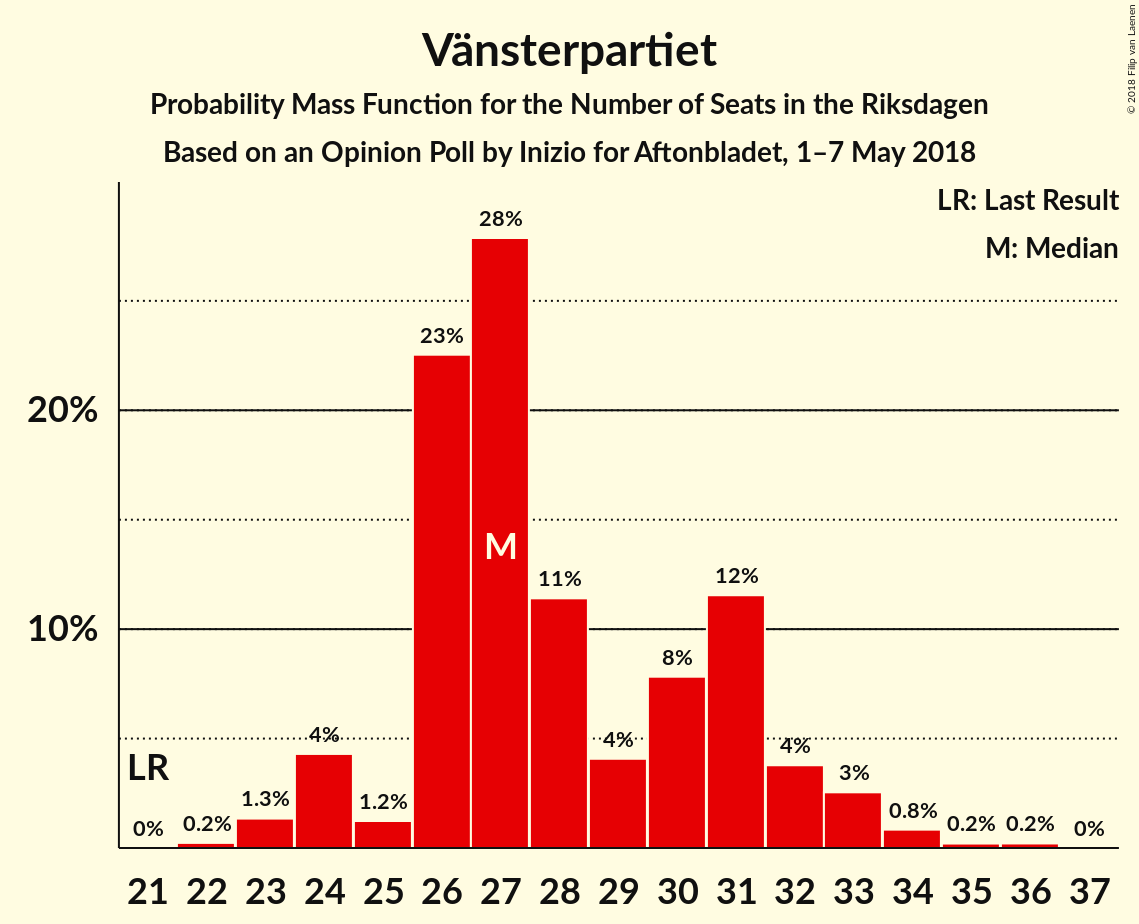 Vänsterpartiet
Probability Mass Function for the Number of Seats in the Riksdagen
Based on an Opinion Poll by Inizio for Aftonbladet, 1–7 May 2018
© 2018 Filip van Laenen
LR: Last Result
M: Median
20%
10%
LR
0%
0.2%
1.3%
4%
1.2%
23%
28%
M
11%
4%
8%
12%
4%
3%
0.8%
0.2%
0.2%
0%
21 22 23 24 25 26 27 28 29 30 31 32 33 34 35 36 37